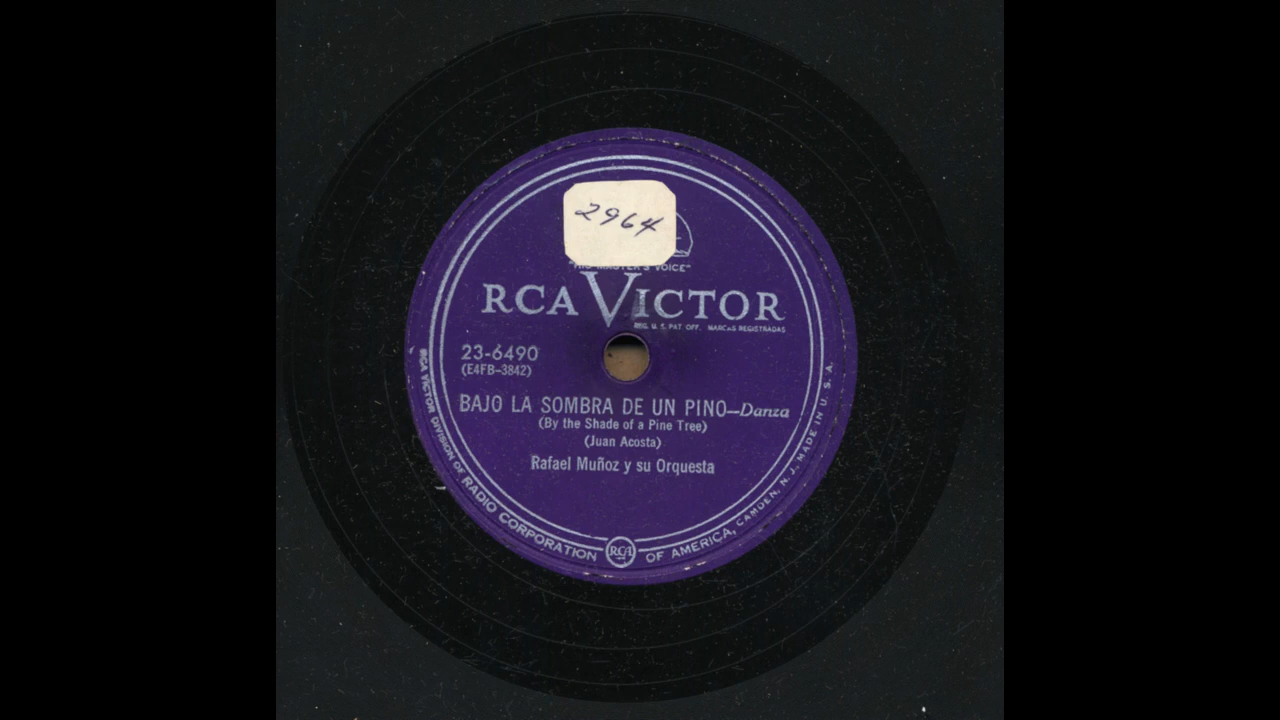 2964
"HIS MASTER'S VOICE"
RCA VICTOR
REG. U. S. PAT. OFF. MARCAS REGISTRADAS
23-6490
(E4FB-3842)
BAJO LA SOMBRA DE UN PINO—Danza
(By the Shade of a Pine Tree)
(Juan Acosta)
Rafael Muñoz y su Orquesta
RCA VICTOR DIVISION OF RADIO CORPORATION RCA OF AMERICA, CAMDEN, N. J. MADE IN U. S. A.